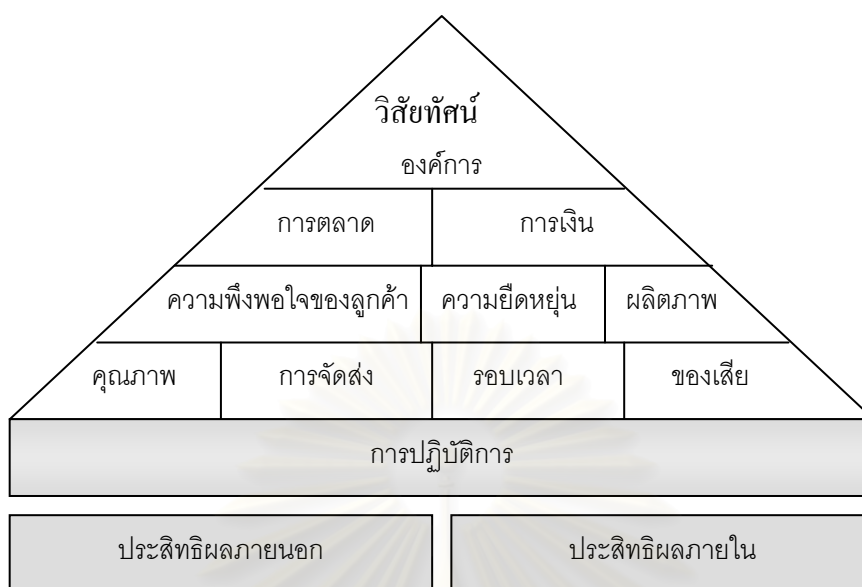 วิสัยทัศน์
องค์การ
การตลาด การเงิน
ความพึงพอใจของลูกค้า ความยืดหยุ่น ผลิตภาพ
คุณภาพ การจัดส่ง รอบเวลา ของเสีย
การปฏิบัติการ
ประสิทธิผลภายนอก ประสิทธิผลภายใน